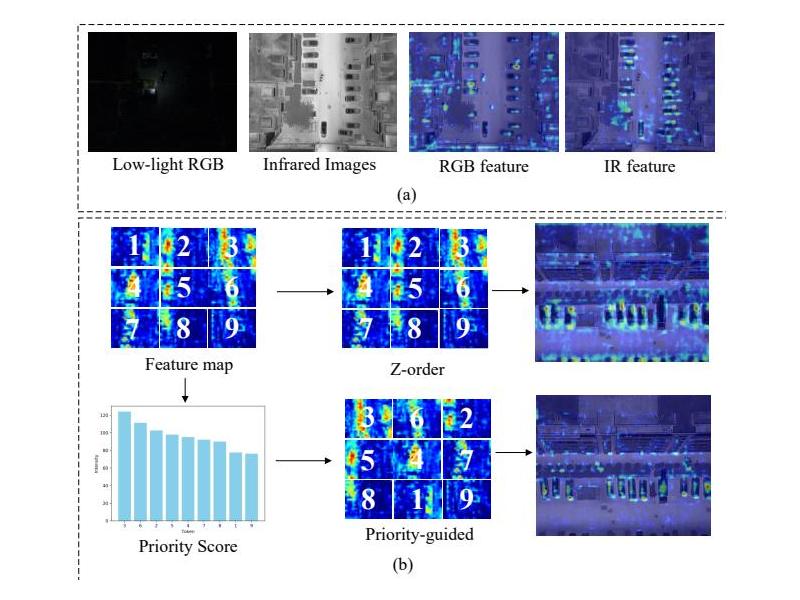 Low-light RGB
Infrared Images
RGB feature
IR feature
(a)
1 2 3
4 5 6
7 8 9
Feature map
1 2 3
4 5 6
7 8 9
Z-order
Intensity
120
100
80
60
40
20
0
3 6 2 5 4 7 8 1 9
Token
Priority Score
3 6 2
5 4 7
8 1 9
Priority-guided
(b)